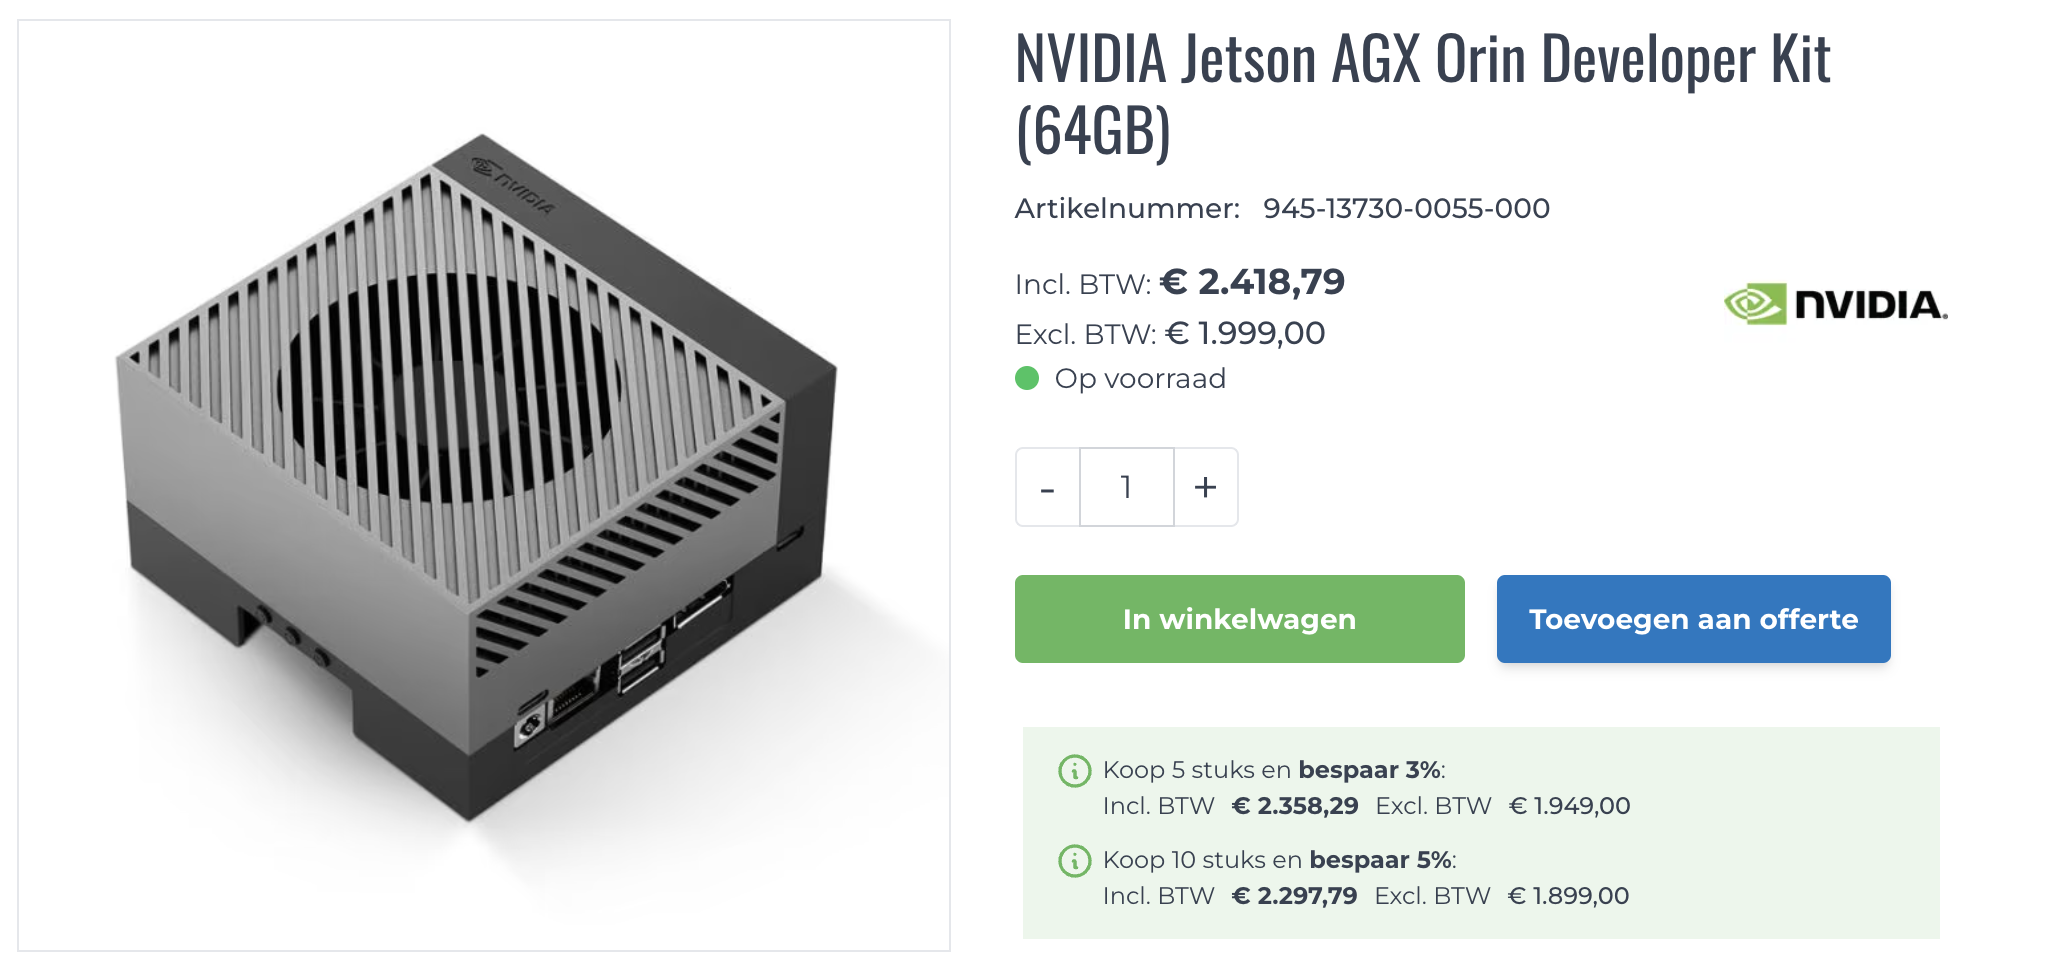 NVIDIA
NVIDIA Jetson AGX Orin Developer Kit
(64GB)
Artikelnummer: 945-13730-0055-000
Incl. BTW: € 2.418,79
Excl. BTW: € 1.999,00
Op voorraad
NVIDIA.
- 1 +
In winkelwagen
Toevoegen aan offerte
Koop 5 stuks en bespaar 3%:
Incl. BTW € 2.358,29 Excl. BTW € 1.949,00
Koop 10 stuks en bespaar 5%:
Incl. BTW € 2.297,79 Excl. BTW € 1.899,00